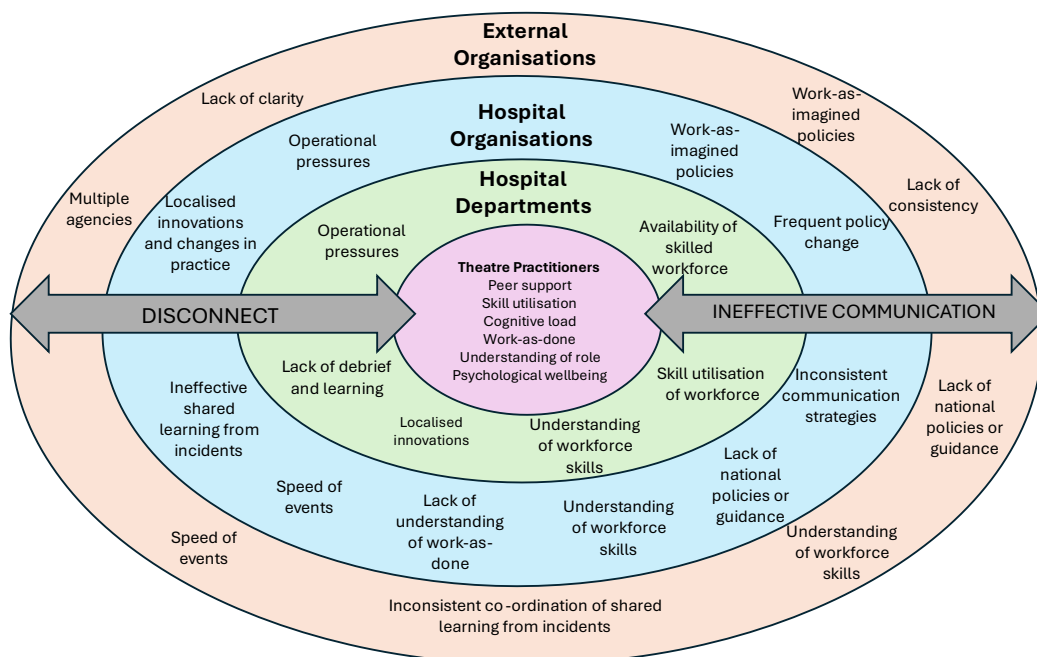 External
Organisations
Lack of clarity
Work-as-
imagined
policies
Hospital
Organisations
Operational
pressures
Work-as-
imagined
policies
Multiple
agencies
Localised
innovations
and changes in
practice
Hospital
Departments
Lack of
consistency
Frequent policy
change
Operational
pressures
Availability of
skilled
workforce
Theatre Practitioners
Peer support
Skill utilisation
Cognitive load
Work-as-done
Understanding of role
Psychological wellbeing
DISCONNECT
INEFFECTIVE COMMUNICATION
Lack of debrief
and learning
Skill utilisation
of workforce
Inconsistent
communication
strategies
Ineffective
shared
learning from
incidents
Lack of
national
policies or
guidance
Localised
innovations
Understanding
of workforce
skills
Lack of
national
policies or
guidance
Speed of
events
Lack of
understanding
of work-as-
done
Understanding
of workforce
skills
Speed of
events
Understanding
of workforce
skills
Inconsistent co-ordination of shared
learning from incidents